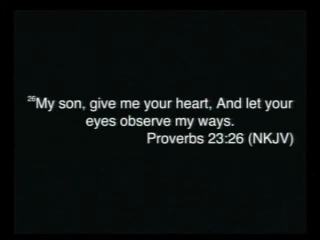 26My son, give me your heart, And let your
eyes observe my ways.
Proverbs 23:26 (NKJV)